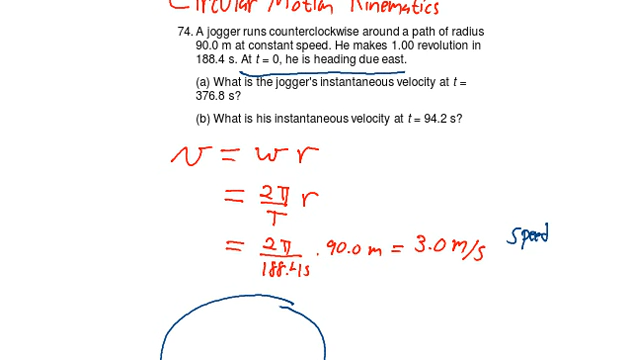 Circular Motion Kinematics
74. A jogger runs counterclockwise around a path of radius
90.0 m at constant speed. He makes 1.00 revolution in
188.4 s. At t = 0, he is heading due east.
(a) What is the jogger's instantaneous velocity at t =
376.8 s?
(b) What is his instantaneous velocity at t = 94.2 s?
v = w r
= 2π/T r
= 2π/188.4s · 90.0 m = 3.0 m/s speed